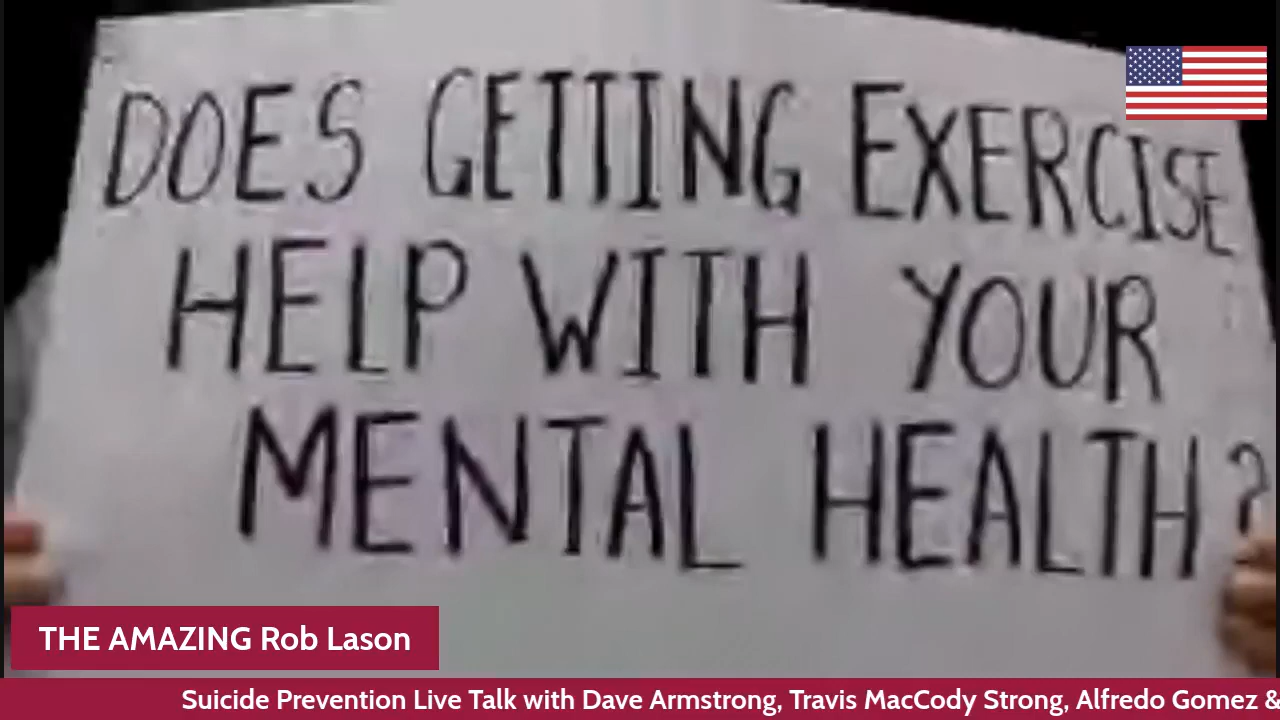 DOES GETTING EXERCISE
HELP WITH YOUR
MENTAL HEALTH?
THE AMAZING Rob Lason
Suicide Prevention Live Talk with Dave Armstrong, Travis MacCody Strong, Alfredo Gomez &